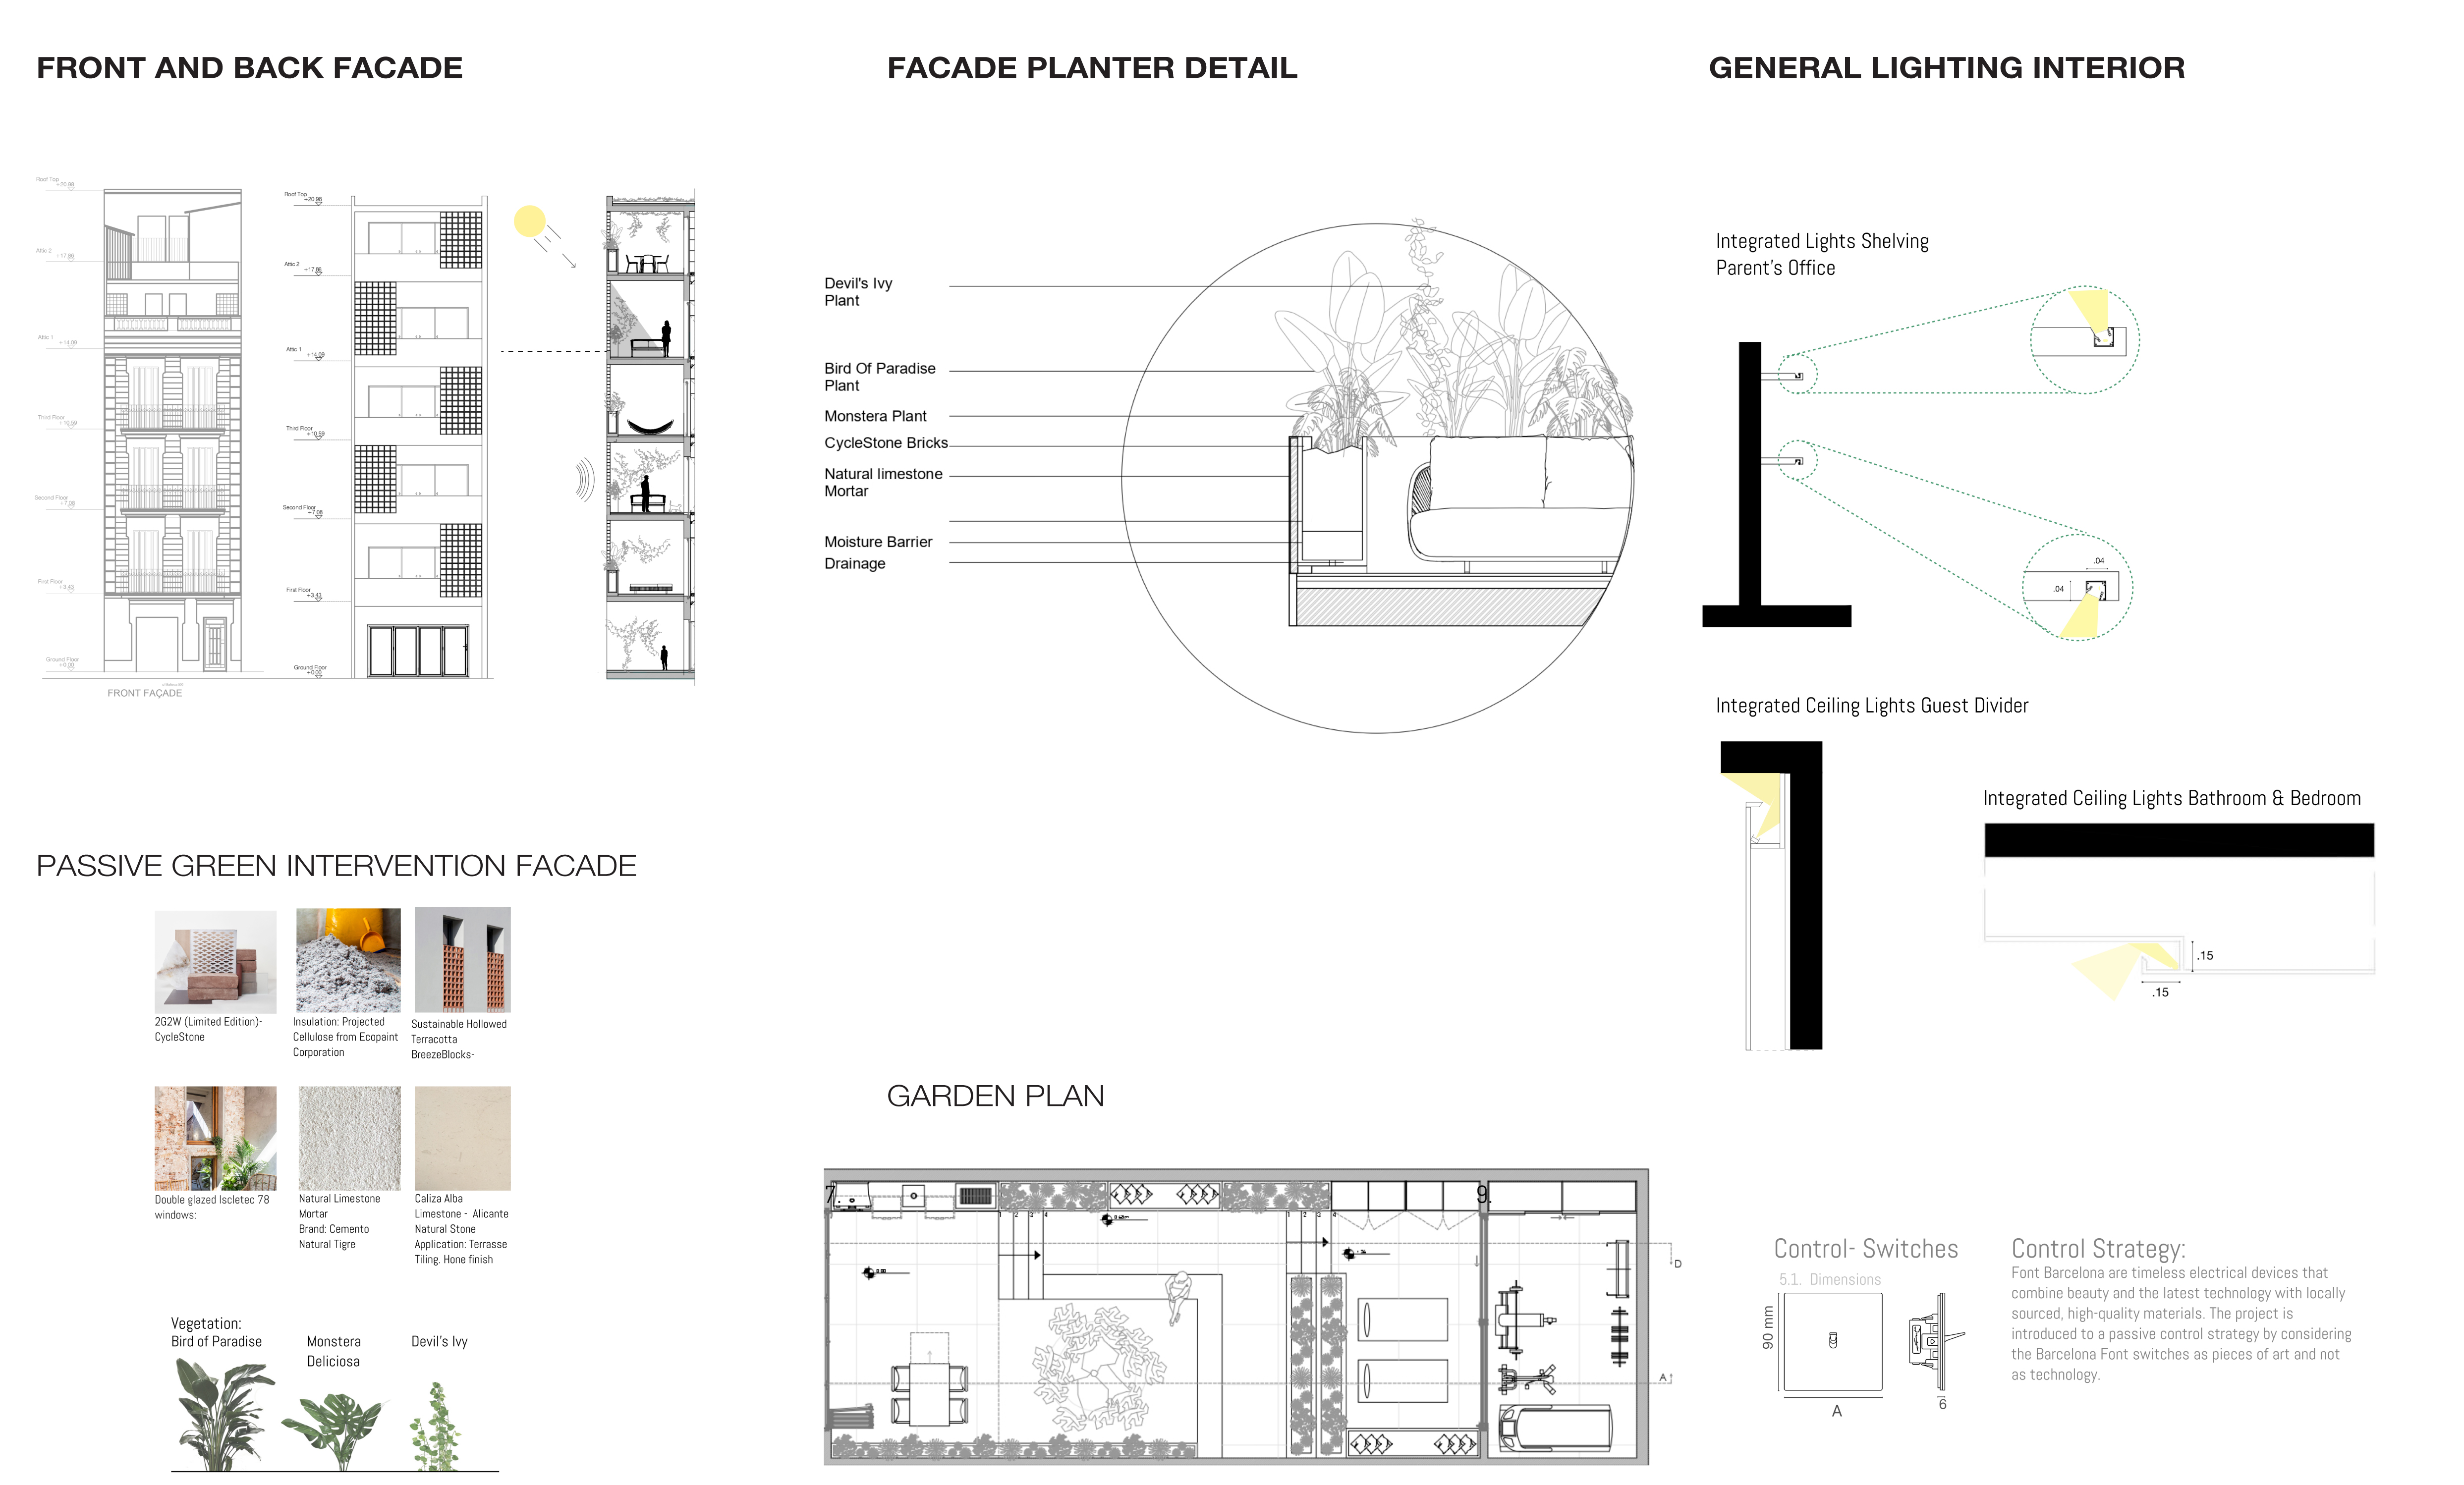 FRONT AND BACK FACADE
Roof Top
+20.98
Attic 2
+17.86
Attic 1
+14.09
Third Floor
+10.59
Second Floor
+7.08
First Floor
+3.43
Ground Floor
+0.00
FRONT FAÇADE
Roof Top
+20.98
Attic 2
+17.86
Attic 1
+14.09
Third Floor
+10.59
Second Floor
+7.08
First Floor
+3.43
Ground Floor
+0.00
PASSIVE GREEN INTERVENTION FACADE
2G2W (Limited Edition)-
CycleStone
Insulation: Projected
Cellulose from Ecopaint
Corporation
Sustainable Hollowed
Terracotta
BreezeBlocks-
Double glazed Iscletec 78
windows:
Natural Limestone
Mortar
Brand: Cemento
Natural Tigre
Caliza Alba
Limestone - Alicante
Natural Stone
Application: Terrasse
Tiling. Hone finish
Vegetation:
Bird of Paradise
Monstera
Deliciosa
Devil's Ivy
FACADE PLANTER DETAIL
Devil's Ivy
Plant
Bird Of Paradise
Plant
Monstera Plant
CycleStone Bricks
Natural limestone
Mortar
Moisture Barrier
Drainage
GARDEN PLAN
7
9.
1 2 3 4
1 2 3 4
0.00
D
A
GENERAL LIGHTING INTERIOR
Integrated Lights Shelving
Parent's Office
.04
.04
Integrated Ceiling Lights Guest Divider
Integrated Ceiling Lights Bathroom & Bedroom
.15
.15
Control- Switches
5.1. Dimensions
90 mm
A
6
Control Strategy:
Font Barcelona are timeless electrical devices that
combine beauty and the latest technology with locally
sourced, high-quality materials. The project is
introduced to a passive control strategy by considering
the Barcelona Font switches as pieces of art and not
as technology.